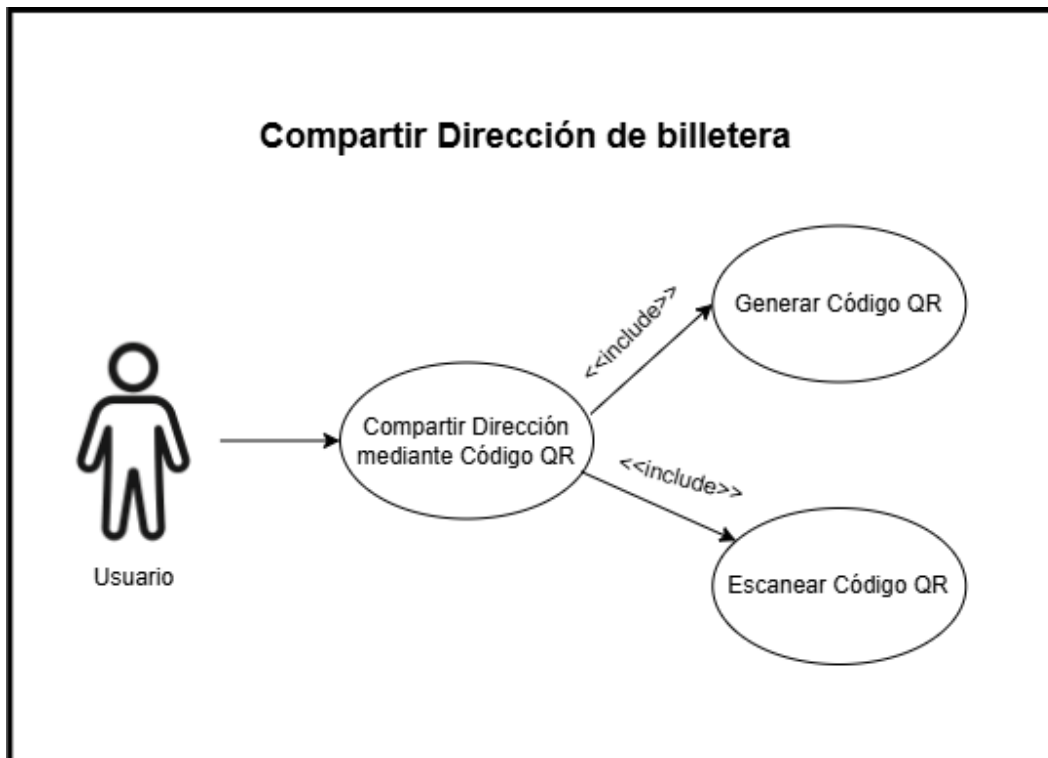 Compartir Dirección de billetera
<<include>>
Generar Código QR
Compartir Dirección
mediante Código QR
<<include>>
Usuario
Escanear Código QR